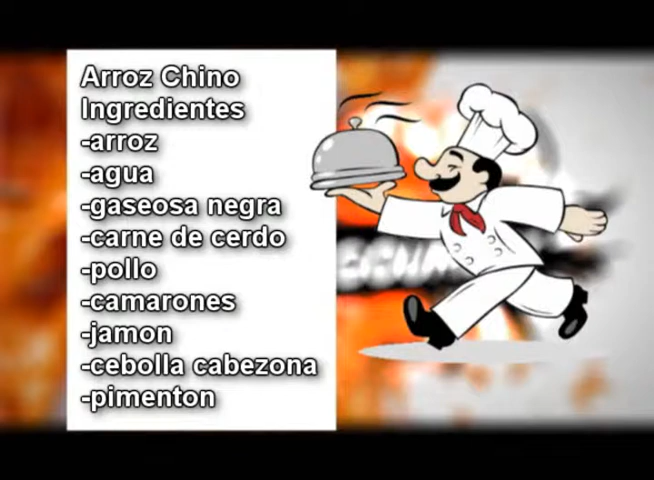 Arroz Chino
Ingredientes
-arroz
-agua
-gaseosa negra
-carne de cerdo
-pollo
-camarones
-jamon
-cebolla cabezona
-pimenton